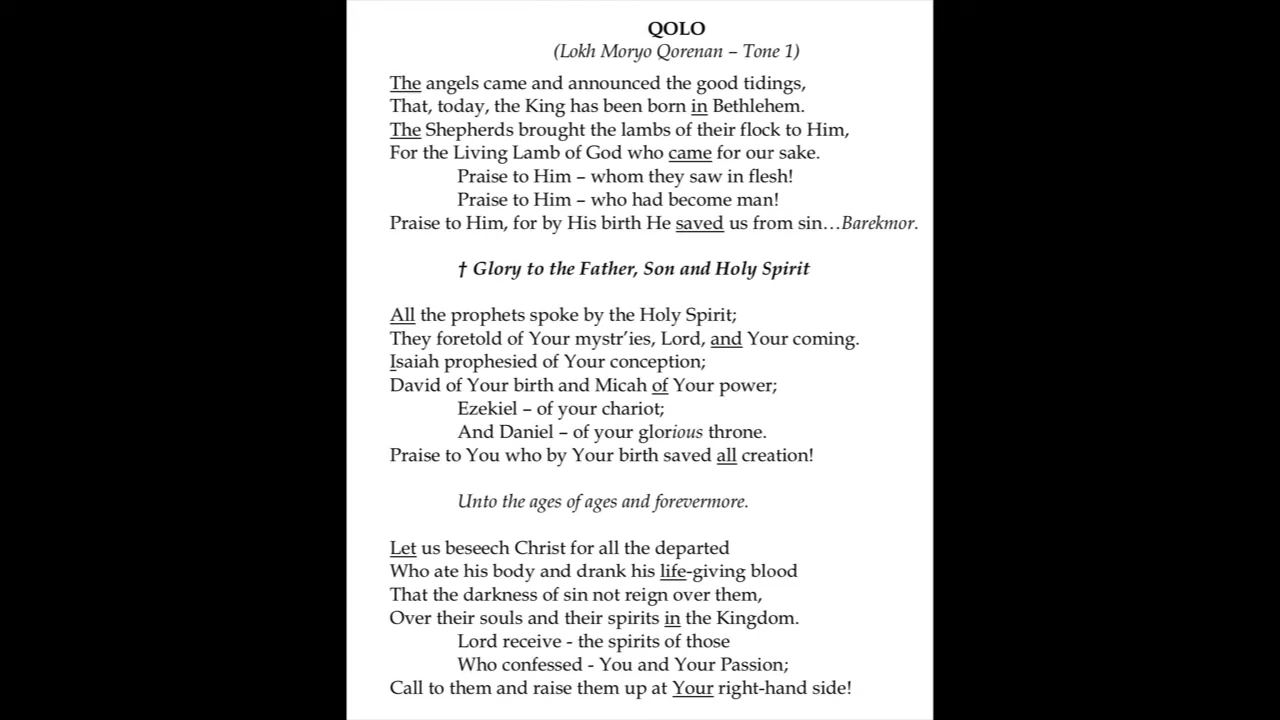 QOLO
(Lokh Moryo Qorenan – Tone 1)
The angels came and announced the good tidings,
That, today, the King has been born in Bethlehem.
The Shepherds brought the lambs of their flock to Him,
For the Living Lamb of God who came for our sake.
Praise to Him – whom they saw in flesh!
Praise to Him – who had become man!
Praise to Him, for by His birth He saved us from sin…Barekmor.
† Glory to the Father, Son and Holy Spirit
All the prophets spoke by the Holy Spirit;
They foretold of Your mystr’ies, Lord, and Your coming.
Isaiah prophesied of Your conception;
David of Your birth and Micah of Your power;
Ezekiel – of your chariot;
And Daniel – of your glorious throne.
Praise to You who by Your birth saved all creation!
Unto the ages of ages and forevermore.
Let us beseech Christ for all the departed
Who ate his body and drank his life-giving blood
That the darkness of sin not reign over them,
Over their souls and their spirits in the Kingdom.
Lord receive - the spirits of those
Who confessed - You and Your Passion;
Call to them and raise them up at Your right-hand side!